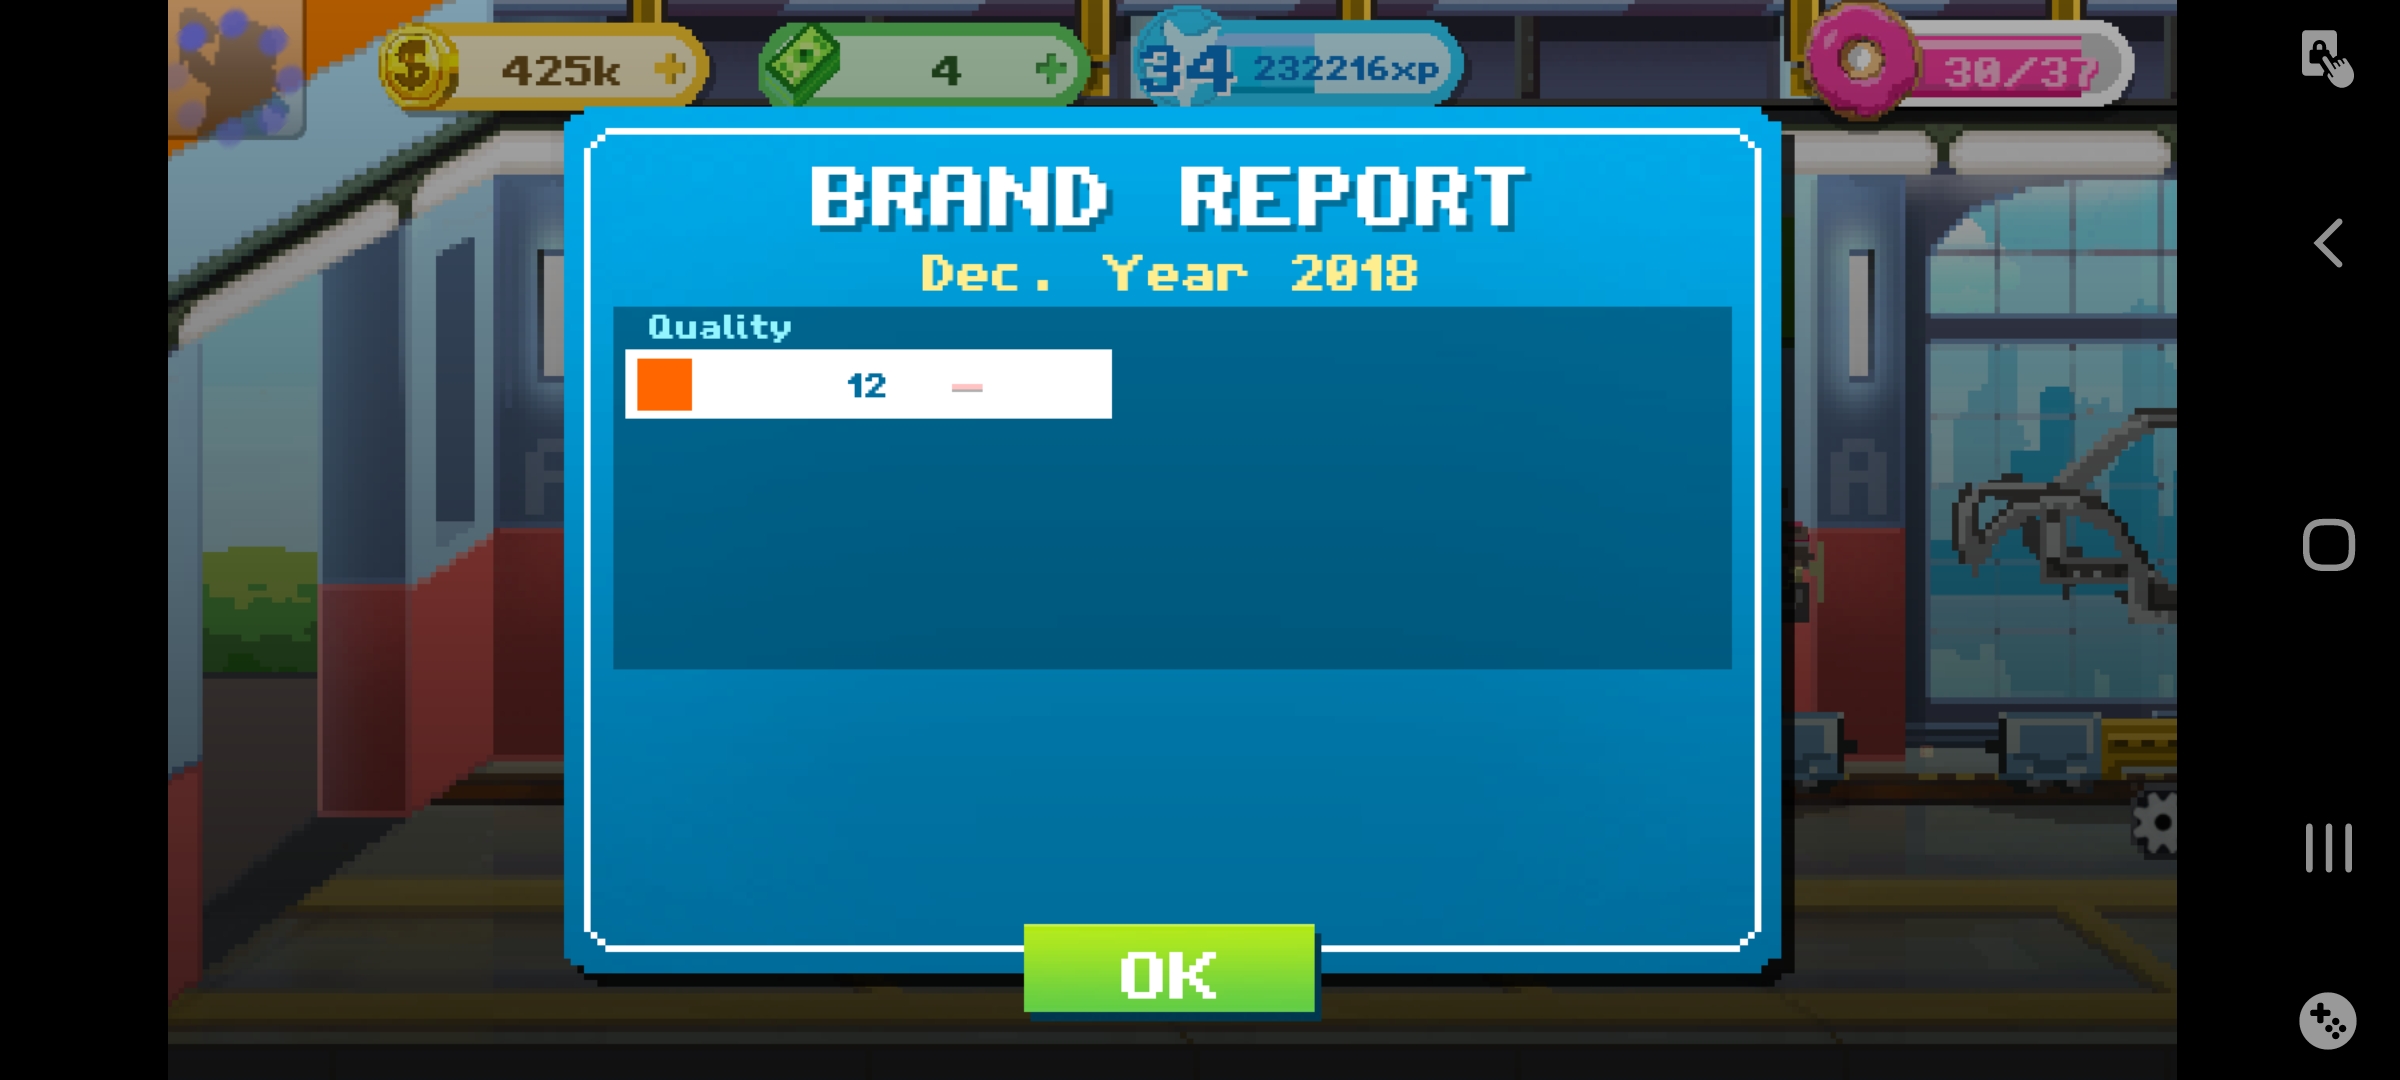 425k +
4 +
34 232216xp
30/37
BRAND REPORT
Dec. Year 2018
Quality
12 —
A
OK